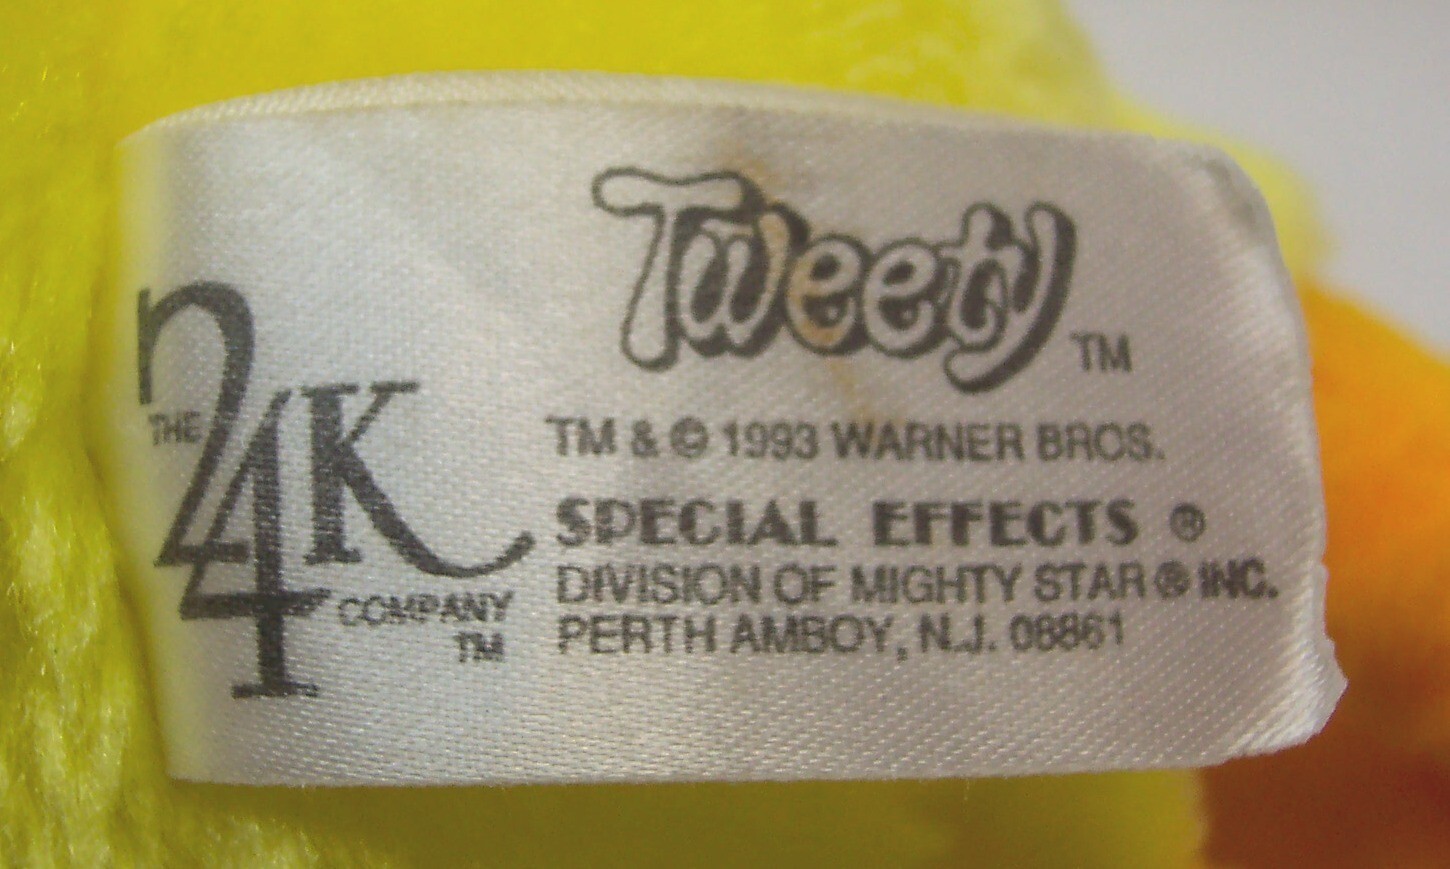 THE
24K
COMPANY
TM
Tweety TM
TM & © 1993 WARNER BROS.
SPECIAL EFFECTS ®
DIVISION OF MIGHTY STAR ® INC.
PERTH AMBOY, N.J. 08861